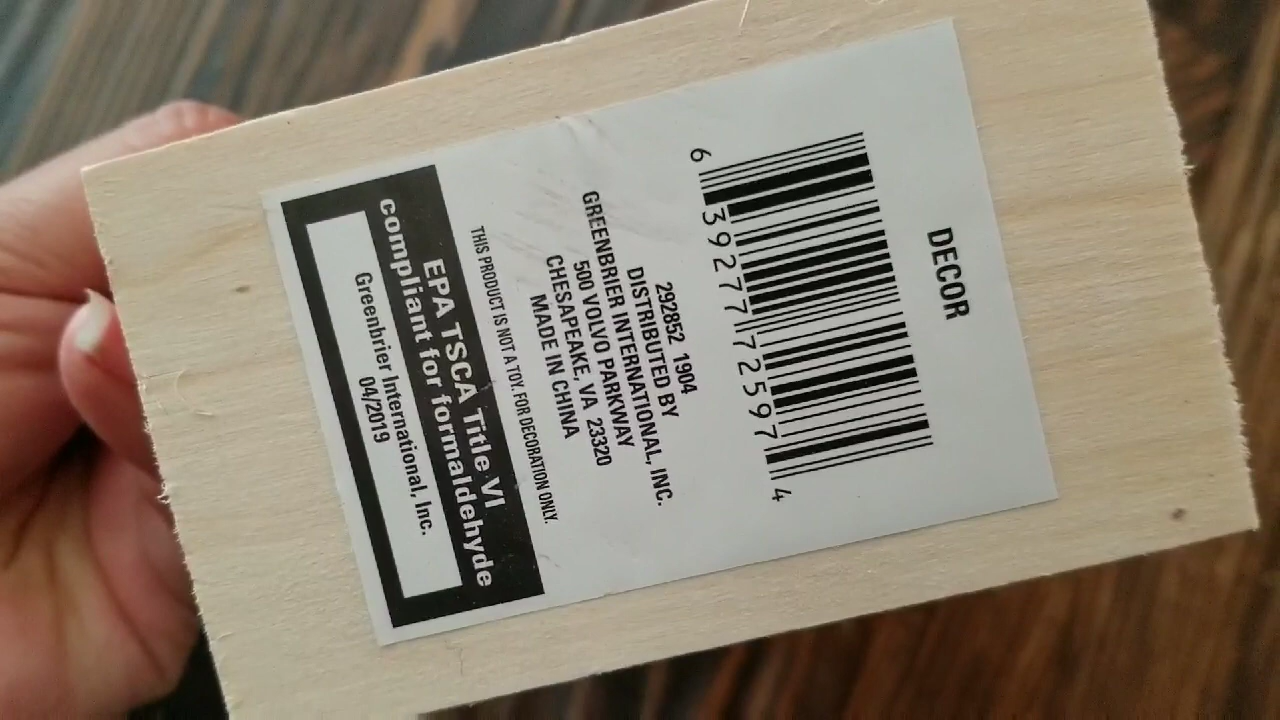 DECOR
6 39277 72597 4
292852 1904
DISTRIBUTED BY
GREENBRIER INTERNATIONAL, INC.
500 VOLVO PARKWAY
CHESAPEAKE, VA 23320
MADE IN CHINA
THIS PRODUCT IS NOT A TOY. FOR DECORATION ONLY.
EPA TSCA Title VI
compliant for formaldehyde
Greenbrier International, Inc.
04/2019